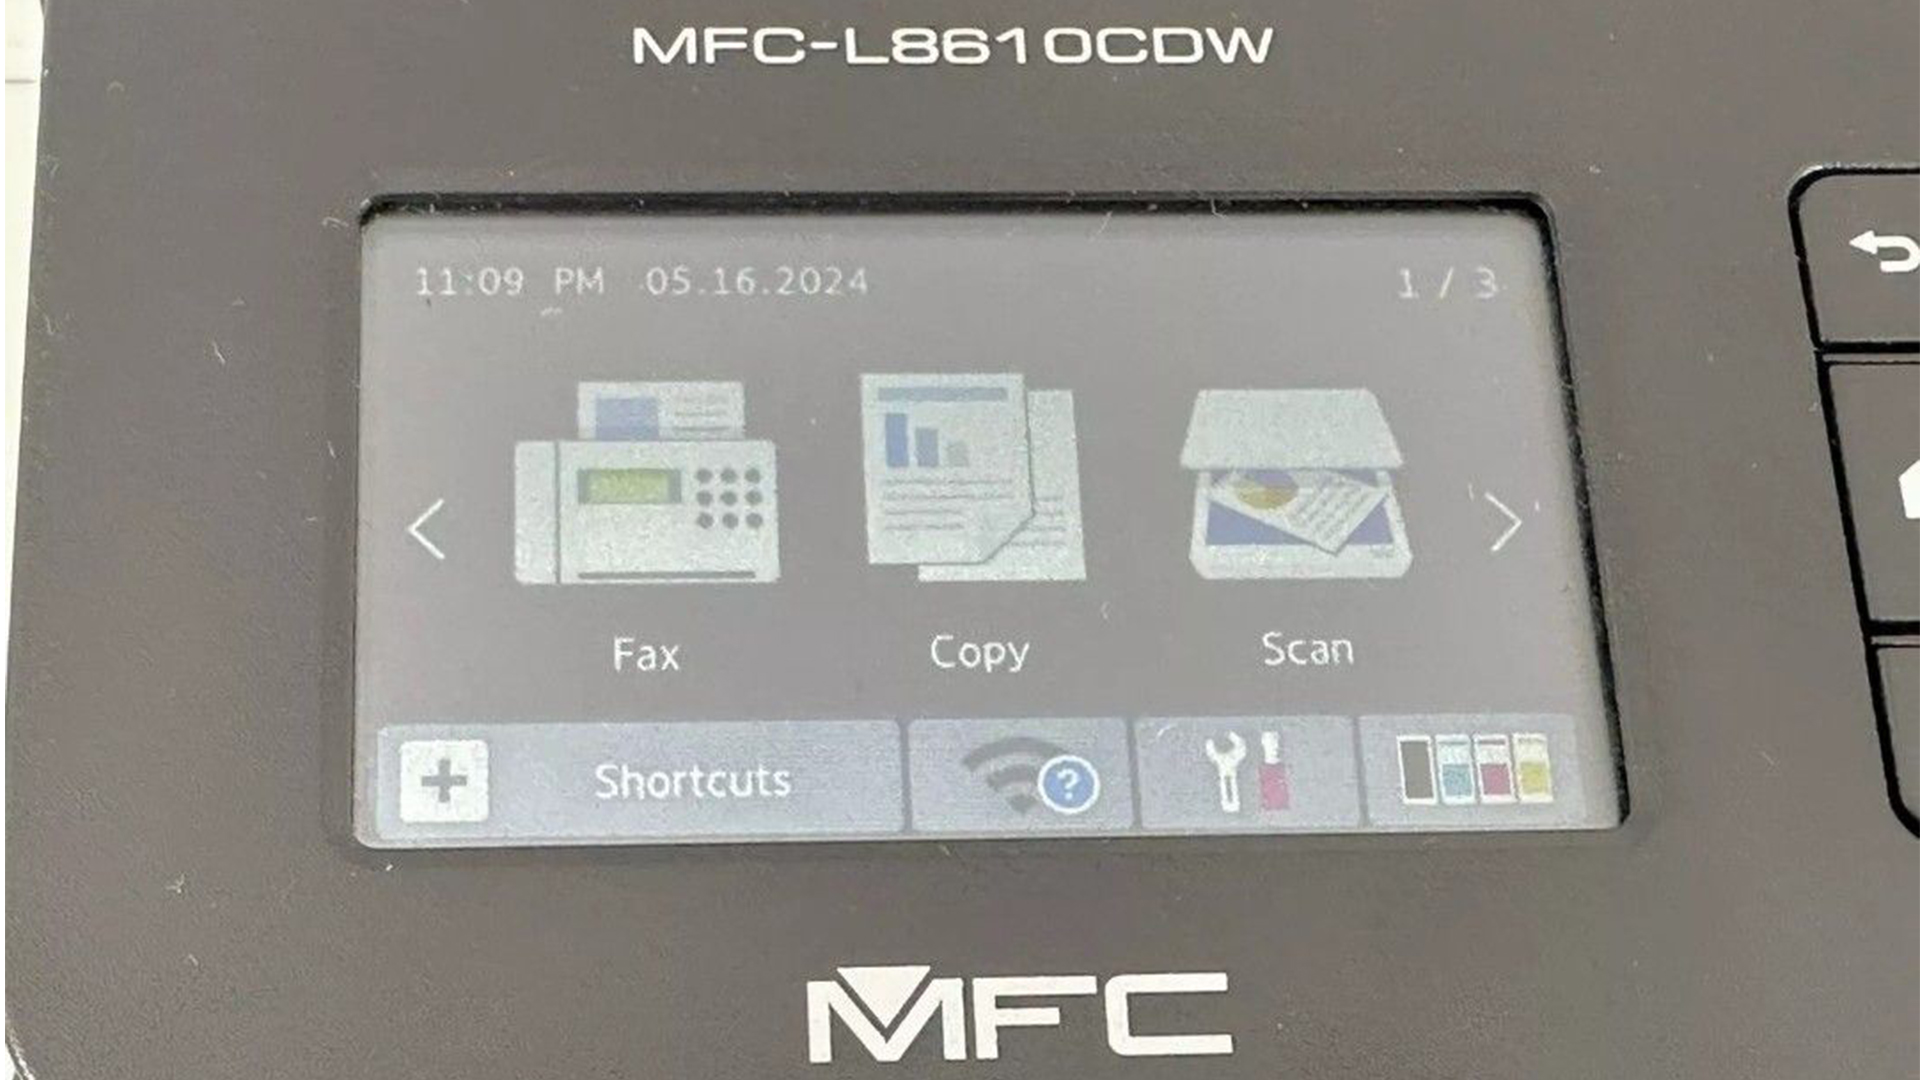 MFC-L8610CDW
11:09 PM 05.16.2024 1 / 3
Fax Copy Scan
Shortcuts ?
MFC